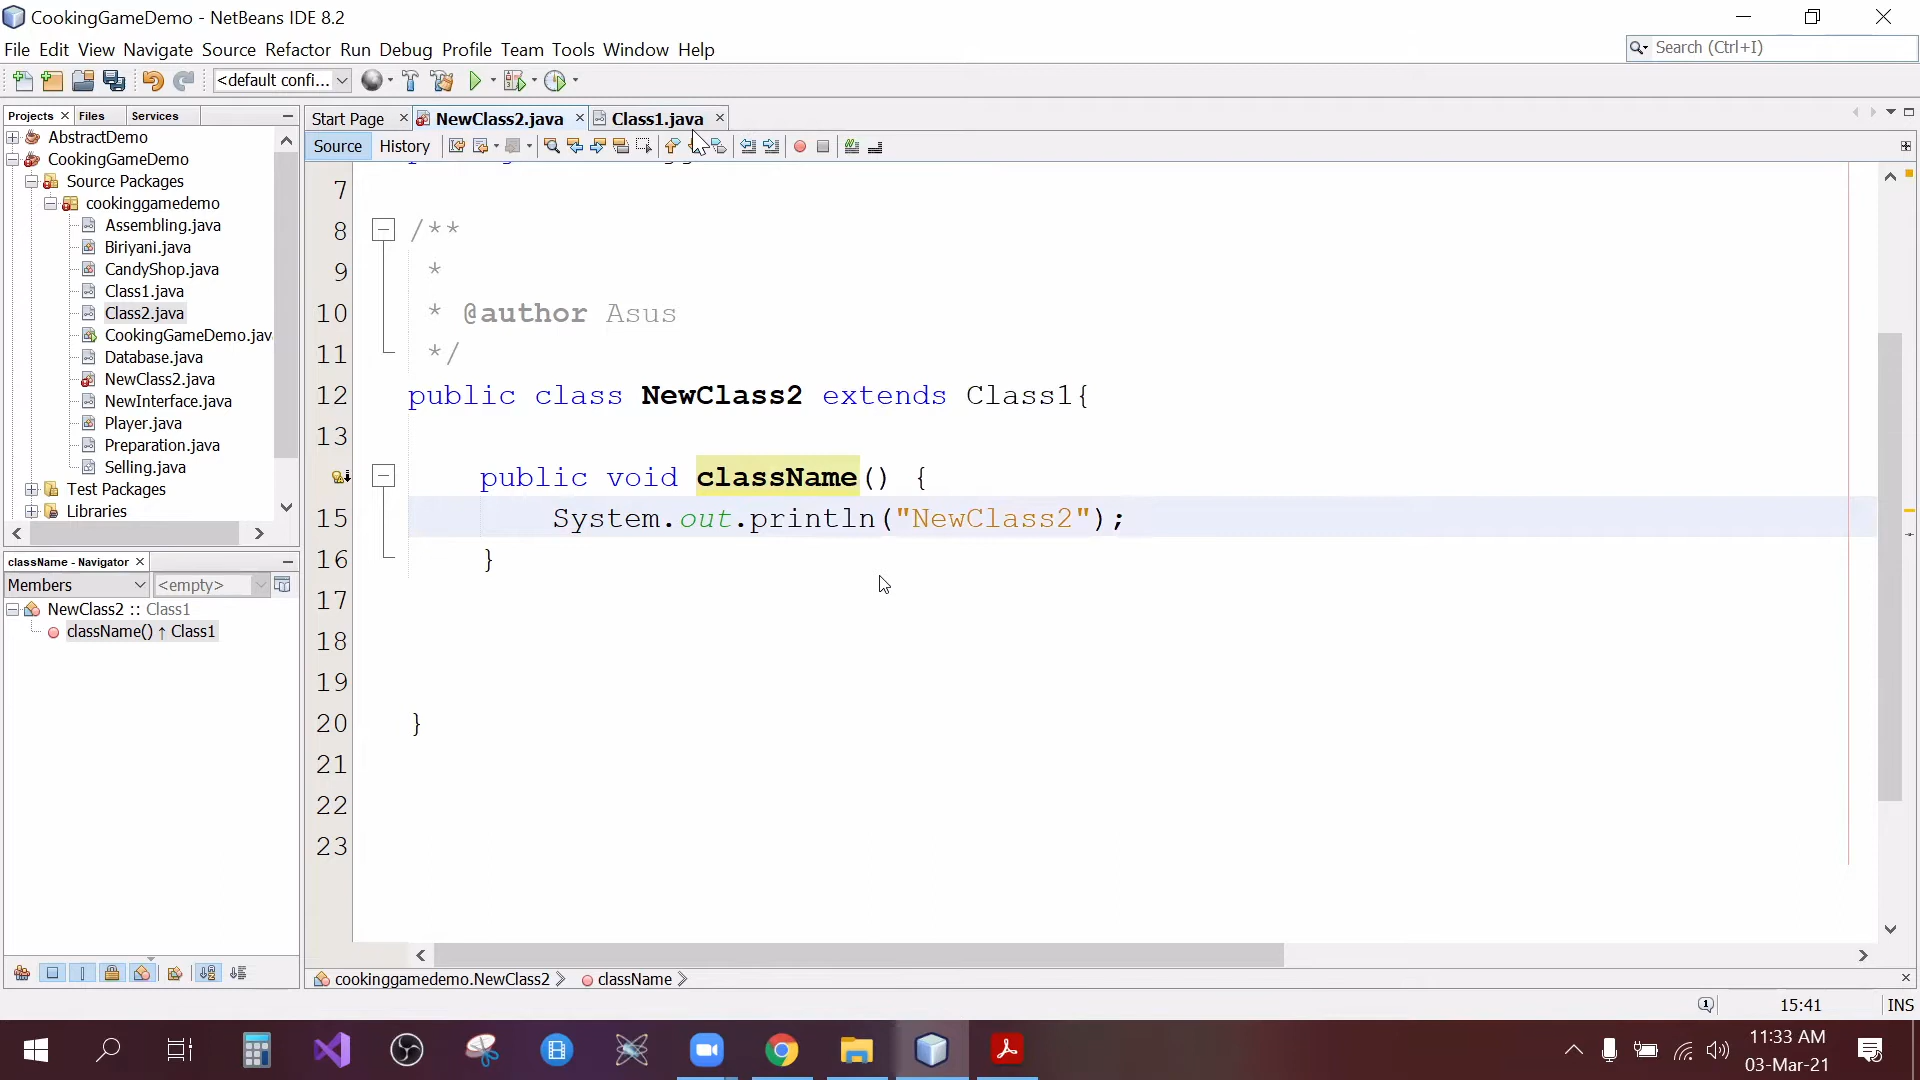 CookingGameDemo - NetBeans IDE 8.2
File Edit View Navigate Source Refactor Run Debug Profile Team Tools Window Help
Search (Ctrl+I)
<default confi...
Projects Files Services
Start Page NewClass2.java Class1.java
Source History
AbstractDemo
CookingGameDemo
Source Packages
cookinggamedemo
Assembling.java
Biriyani.java
CandyShop.java
Class1.java
Class2.java
CookingGameDemo.jav
Database.java
NewClass2.java
NewInterface.java
Player.java
Preparation.java
Selling.java
Test Packages
Libraries
className - Navigator
Members <empty>
NewClass2 :: Class1
className() ↑ Class1
7
8 /**
9 *
10 * @author Asus
11 */
12 public class NewClass2 extends Class1{
13
public void className() {
15 System.out.println("NewClass2");
16 }
17
18
19
20 }
21
22
23
cookinggamedemo.NewClass2 className
15:41 INS
11:33 AM
03-Mar-21